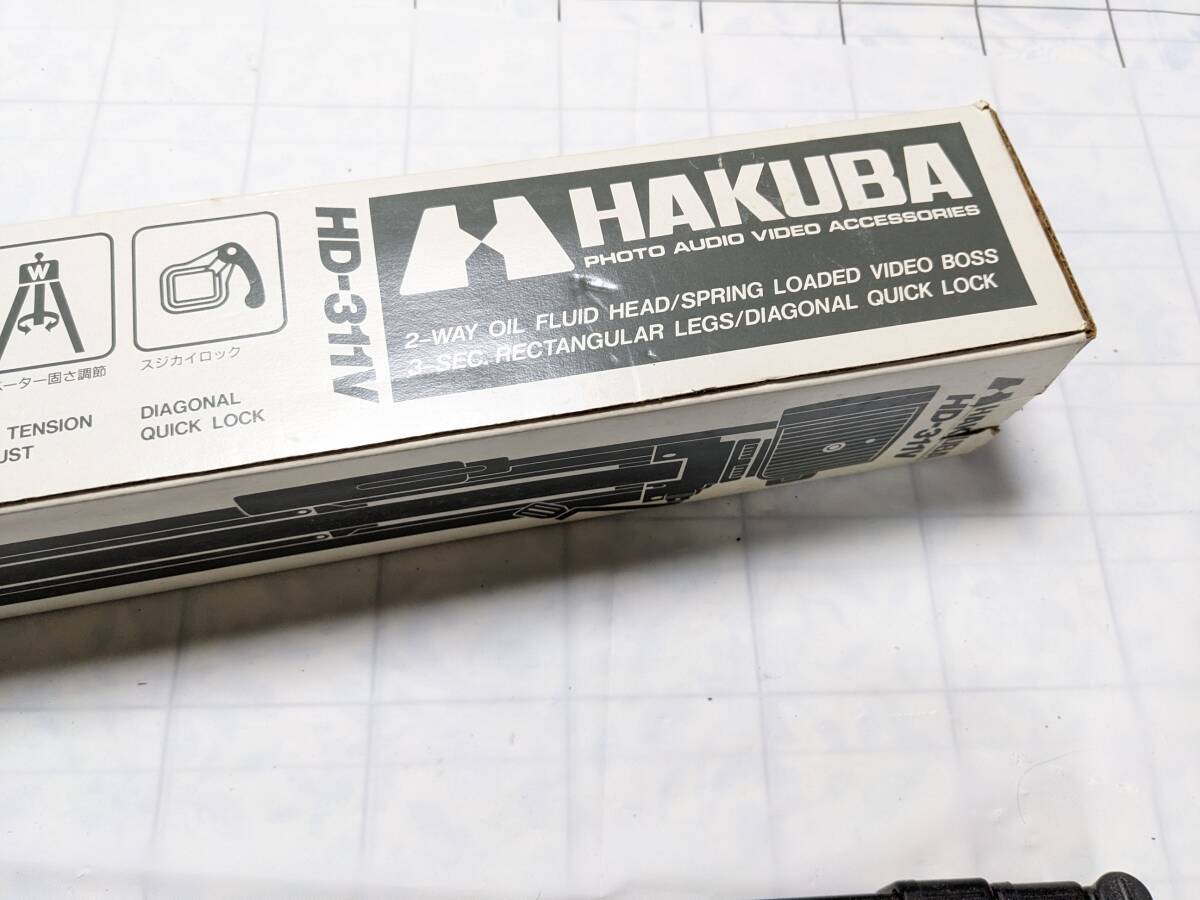 HAKUBA
PHOTO AUDIO VIDEO ACCESSORIES
2-WAY OIL FLUID HEAD/SPRING LOADED VIDEO BOSS
3-SEC. RECTANGULAR LEGS/DIAGONAL QUICK LOCK
HD-311V
W
ーター固さ調節
TENSION
UST
スジカイロック
DIAGONAL
QUICK LOCK
HAKUBA
HD-311V